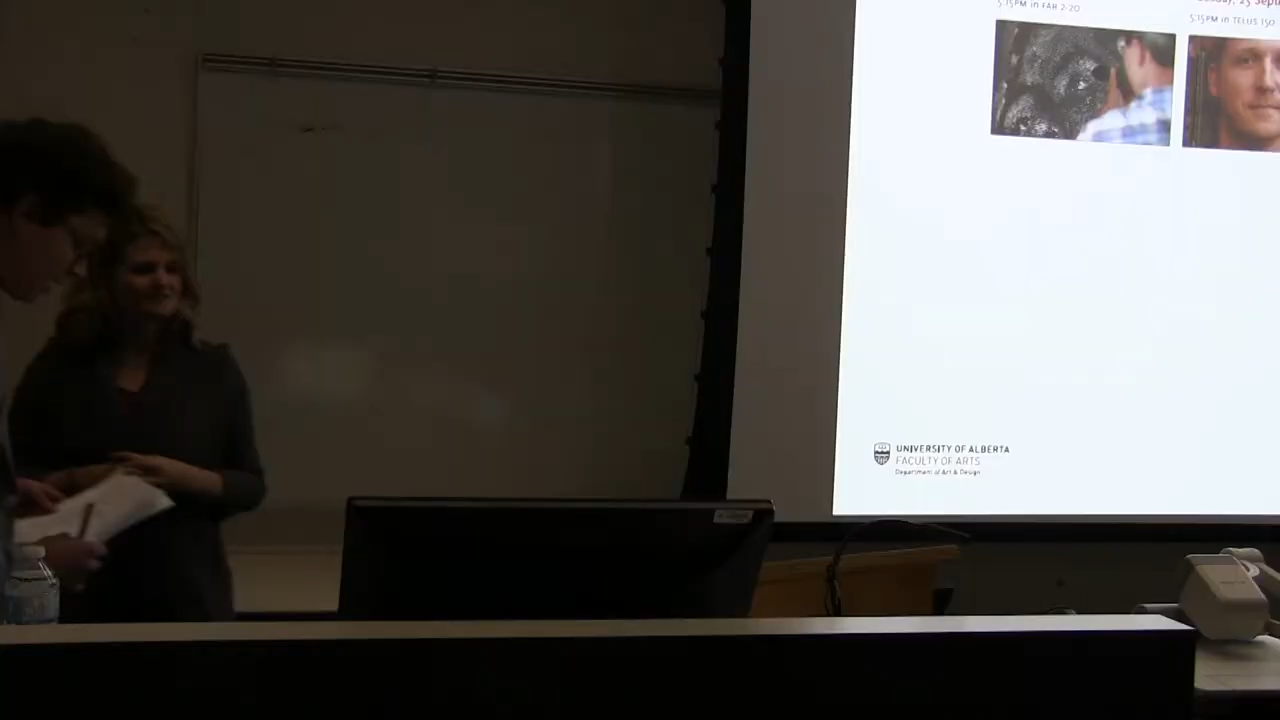 5:15PM in FAB 2-20
5:15PM in TELUS 150
UNIVERSITY OF ALBERTA
FACULTY OF ARTS
Department of Art & Design